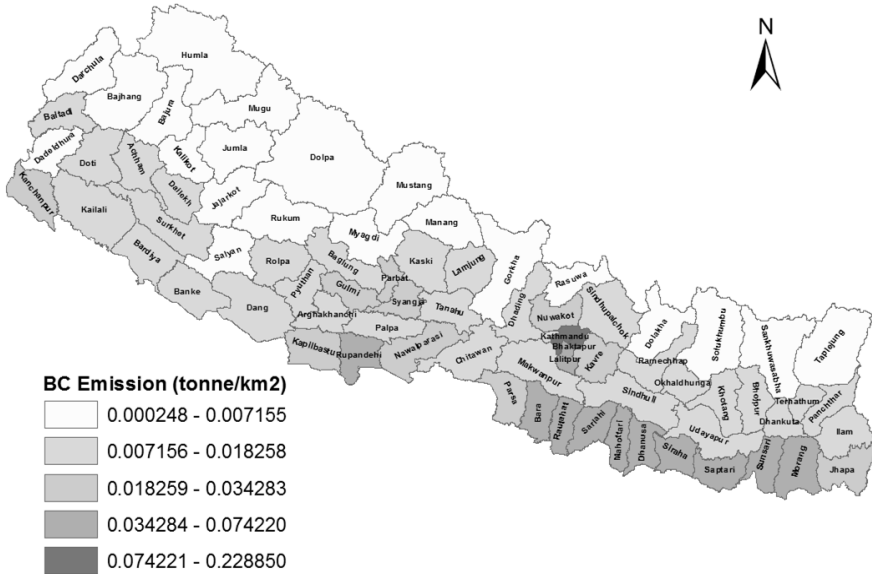 N
Humla
Darchula
Bajhang
Bajura
Mugu
Baitadi
Dadeldhura
Doti
Achham
Kalikot
Jumla
Dolpa
Kanchanpur
Dailekh
Jajarkot
Mustang
Kailali
Surkhet
Rukum
Manang
Myagdi
Bardiya
Salyan
Rolpa
Baglung
Kaski
Lamjung
Gorkha
Rasuwa
Parbat
Pyuthan
Gulmi
Syangja
Banke
Dang
Tanahu
Dhading
Nuwakot
Sindhupalchok
Dolakha
Solukhumbu
Sankhuwasabha
Taplejung
Arghakhanchi
Palpa
Kathmandu
Bhaktapur
Lalitpur
Kavre
Kapilbastu
Rupandehi
Nawalparasi
Chitawan
Makwanpur
Ramechhap
Okhaldhunga
Khotang
Bhojpur
Terhathum
Panchthar
Dhankuta
Sindhuli
Udayapur
Ilam
Parsa
Bara
Rautahat
Sarlahi
Mahottari
Dhanusa
Siraha
Saptari
Sunsari
Morang
Jhapa
BC Emission (tonne/km2)
0.000248 - 0.007155
0.007156 - 0.018258
0.018259 - 0.034283
0.034284 - 0.074220
0.074221 - 0.228850